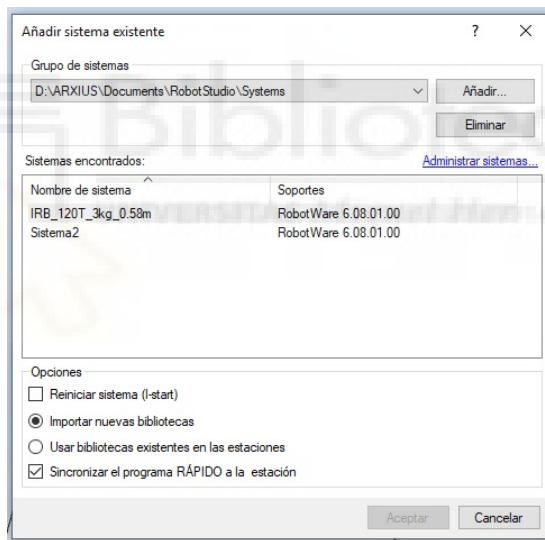 Añadir sistema existente ? X
Grupo de sistemas
D:\ARXIUS\Documents\RobotStudio\Systems Añadir...
Eliminar
Sistemas encontrados: Administrar sistemas...
Nombre de sistema Soportes
IRB_120T_3kg_0.58m RobotWare 6.08.01.00
Sistema2 RobotWare 6.08.01.00
Opciones
Reiniciar sistema (I-start)
Importar nuevas bibliotecas
Usar bibliotecas existentes en las estaciones
Sincronizar el programa RÁPIDO a la estación
Aceptar Cancelar